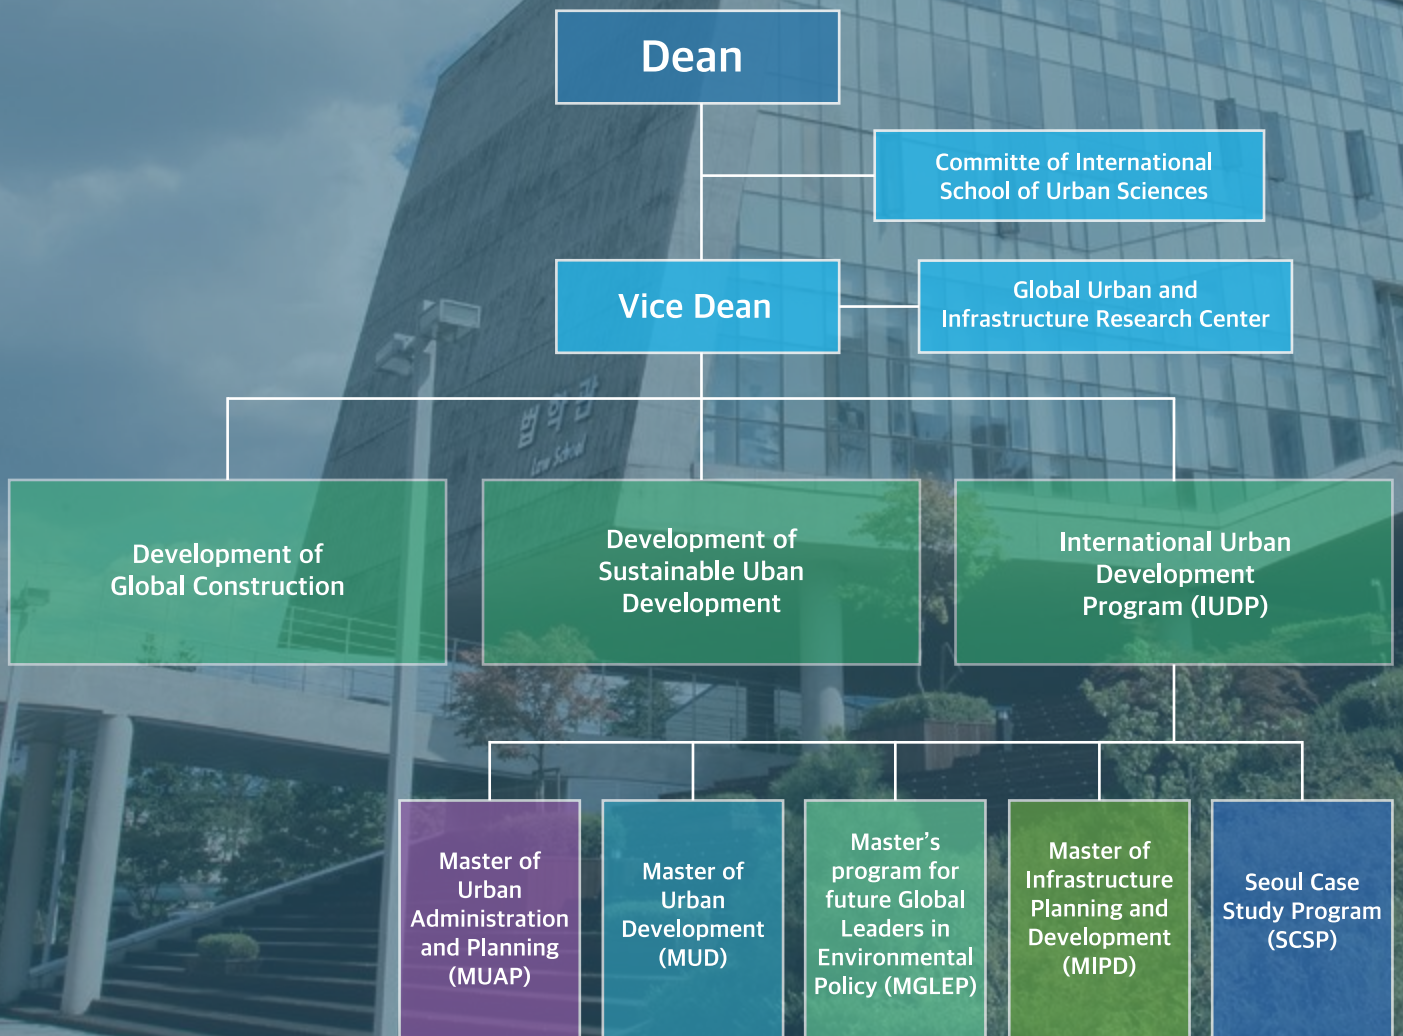 Dean
Committe of International
School of Urban Sciences
Vice Dean
Global Urban and
Infrastructure Research Center
법학관
Law School
Development of
Global Construction
Development of
Sustainable Uban
Development
International Urban
Development
Program (IUDP)
Master of
Urban
Administration
and Planning
(MUAP)
Master of
Urban
Development
(MUD)
Master's
program for
future Global
Leaders in
Environmental
Policy (MGLEP)
Master of
Infrastructure
Planning and
Development
(MIPD)
Seoul Case
Study Program
(SCSP)